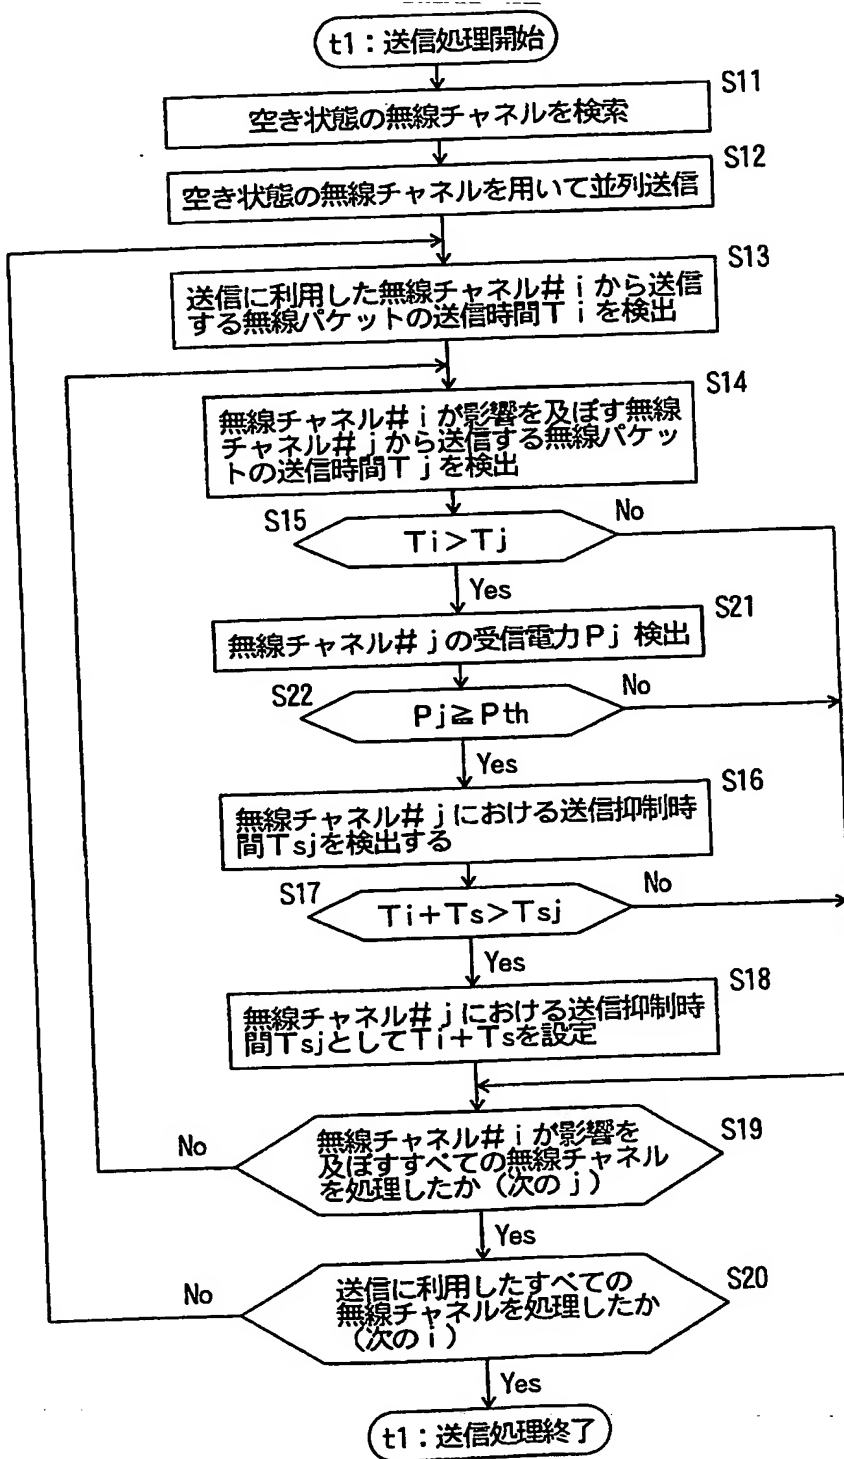 t1：送信処理開始
S11
空き状態の無線チャネルを検索
S12
空き状態の無線チャネルを用いて並列送信
S13
送信に利用した無線チャネル＃ｉから送信
する無線パケットの送信時間Ｔｉを検出
S14
無線チャネル＃ｉが影響を及ぼす無線
チャネル＃ｊから送信する無線パケッ
トの送信時間Ｔｊを検出
S15
Ｔｉ＞Ｔｊ
No
Yes
S21
無線チャネル＃ｊの受信電力Ｐｊ検出
S22
Ｐｊ≧Ｐth
No
Yes
S16
無線チャネル＃ｊにおける送信抑制時
間Ｔsjを検出する
S17
Ｔｉ＋Ｔs＞Ｔsj
No
Yes
S18
無線チャネル＃ｊにおける送信抑制時
間ＴsjとしてＴｉ＋Ｔsを設定
S19
無線チャネル＃ｉが影響を
及ぼすすべての無線チャネル
を処理したか（次のｊ）
No
Yes
S20
送信に利用したすべての
無線チャネルを処理したか
（次のｉ）
No
Yes
t1：送信処理終了